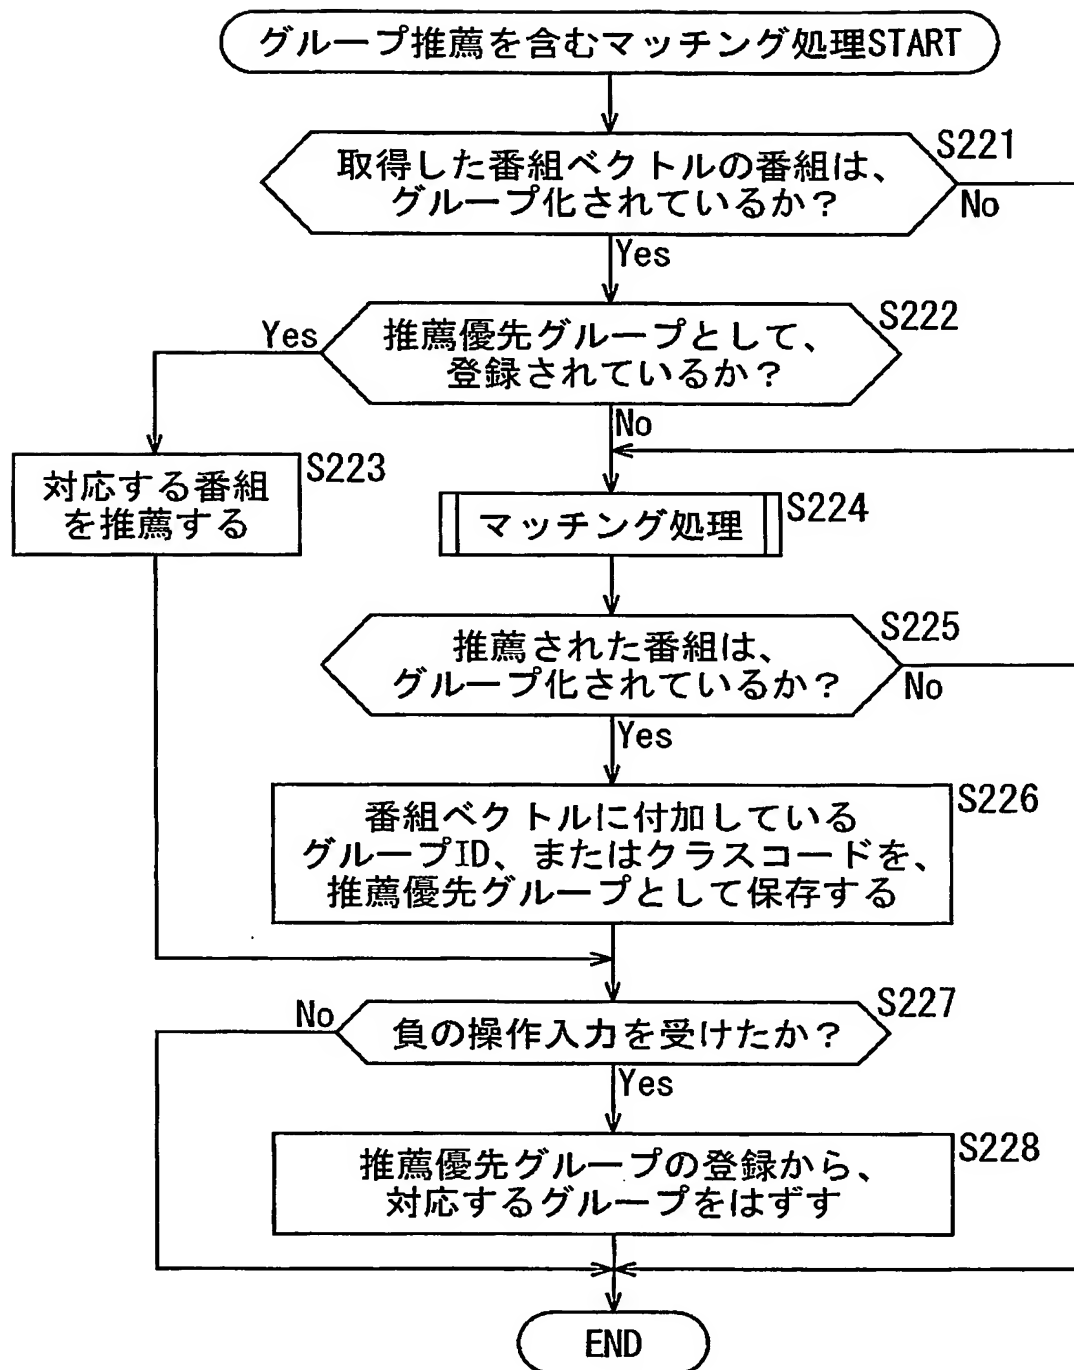 グループ推薦を含むマッチング処理START
S221
取得した番組ベクトルの番組は、
グループ化されているか？
No
Yes
S222
推薦優先グループとして、
登録されているか？
Yes
No
S223
対応する番組
を推薦する
S224
マッチング処理
S225
推薦された番組は、
グループ化されているか？
No
Yes
S226
番組ベクトルに付加している
グループID、またはクラスコードを、
推薦優先グループとして保存する
S227
負の操作入力を受けたか？
No
Yes
S228
推薦優先グループの登録から、
対応するグループをはずす
END